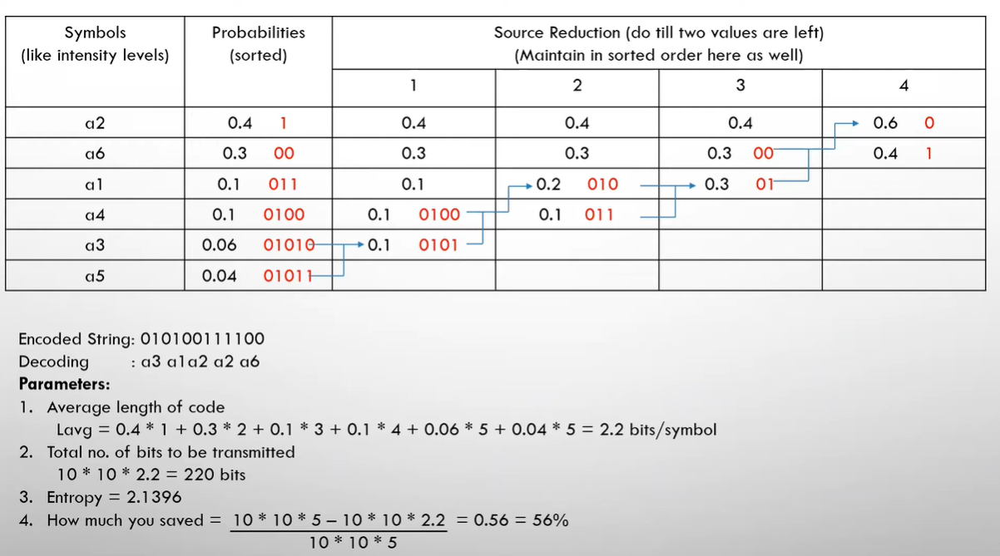 Symbols
(like intensity levels)
Probabilities
(sorted)
Source Reduction (do till two values are left)
(Maintain in sorted order here as well)
1 2 3 4
a2 0.4 1 0.4 0.4 0.4 0.6 0
a6 0.3 00 0.3 0.3 0.3 00 0.4 1
a1 0.1 011 0.1 0.2 010 0.3 01
a4 0.1 0100 0.1 0100 0.1 011
a3 0.06 01010 0.1 0101
a5 0.04 01011
Encoded String: 010100111100
Decoding : a3 a1a2 a2 a6
Parameters:
1. Average length of code
Lavg = 0.4 * 1 + 0.3 * 2 + 0.1 * 3 + 0.1 * 4 + 0.06 * 5 + 0.04 * 5 = 2.2 bits/symbol
2. Total no. of bits to be transmitted
10 * 10 * 2.2 = 220 bits
3. Entropy = 2.1396
4. How much you saved = 10 * 10 * 5 – 10 * 10 * 2.2 = 0.56 = 56%
10 * 10 * 5